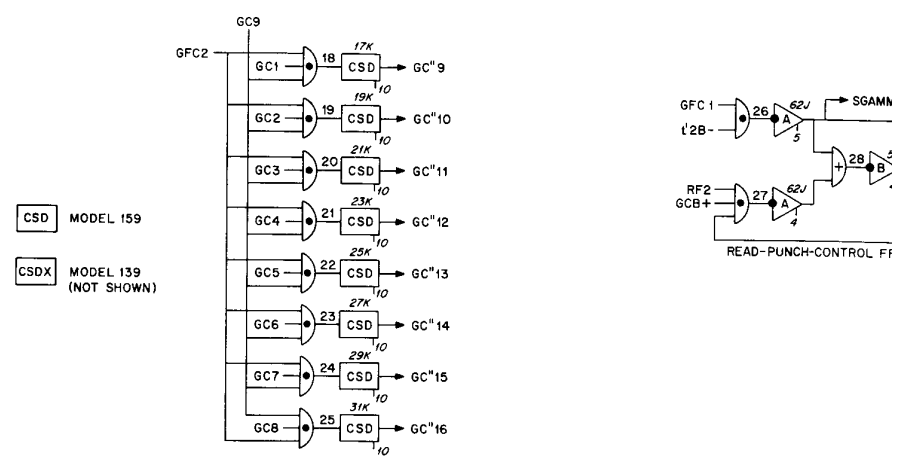 GC9
GFC2
GC1 18 17K CSD 10 GC"9
GC2 19 19K CSD 10 GC"10
GC3 20 21K CSD 10 GC"11
GC4 21 23K CSD 10 GC"12
GC5 22 25K CSD 10 GC"13
GC6 23 27K CSD 10 GC"14
GC7 24 29K CSD 10 GC"15
GC8 25 31K CSD 10 GC"16
CSD MODEL 159
CSDX MODEL 139
(NOT SHOWN)
GFC1 26 A 62J 5 SGAMM
t'2B-
+ 28 B
RF2 27 A 62J 4
GCB+
READ-PUNCH-CONTROL FF